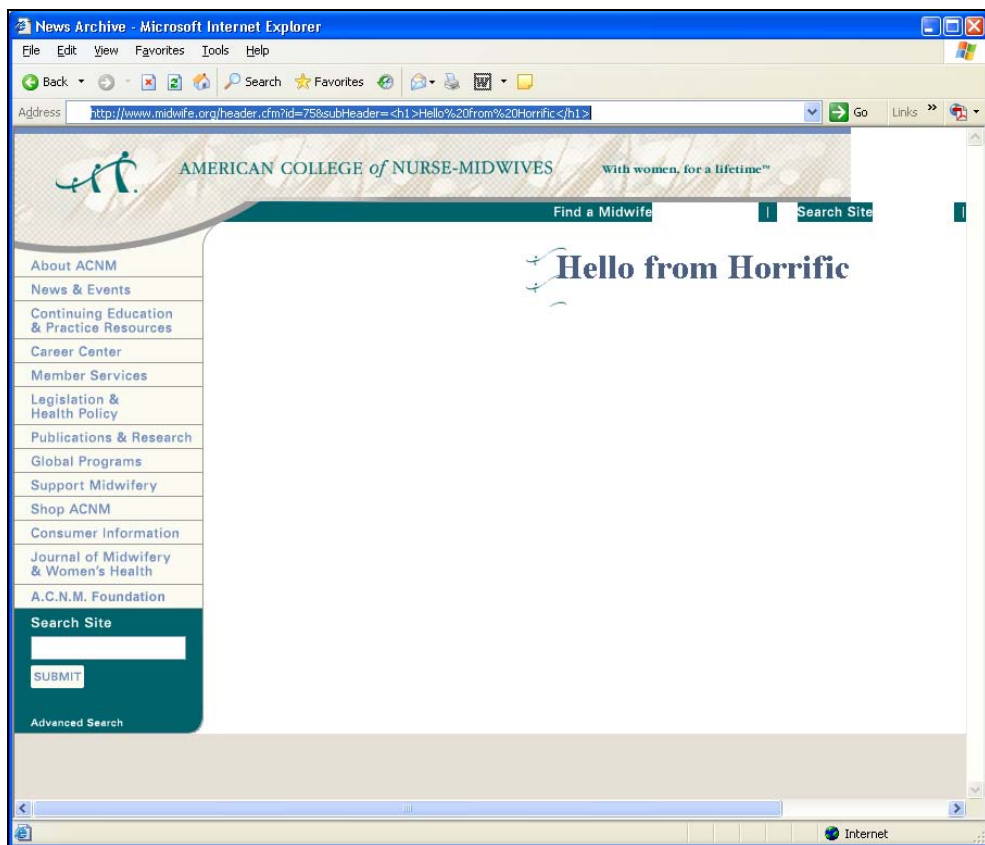 News Archive - Microsoft Internet Explorer
File Edit View Favorites Tools Help
Back Search Favorites
Address http://www.midwife.org/header.cfm?id=75&subHeader=<h1>Hello%20from%20Horrific</h1> Go Links »
AMERICAN COLLEGE of NURSE-MIDWIVES With women, for a lifetime™
Find a Midwife | Search Site |
Hello from Horrific
About ACNM
News & Events
Continuing Education
& Practice Resources
Career Center
Member Services
Legislation &
Health Policy
Publications & Research
Global Programs
Support Midwifery
Shop ACNM
Consumer Information
Journal of Midwifery
& Women's Health
A.C.N.M. Foundation
Search Site
SUBMIT
Advanced Search
Internet